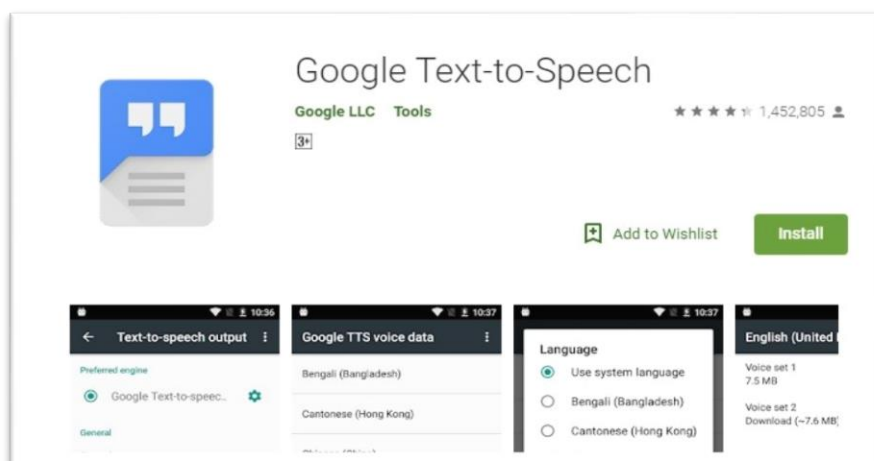 Google Text-to-Speech
Google LLC Tools
1,452,805
3+
Add to Wishlist
Install
10:36
Text-to-speech output
Preferred engine
Google Text-to-speec..
General
10:37
Google TTS voice data
Bengali (Bangladesh)
Cantonese (Hong Kong)
10:37
Language
Use system language
Bengali (Bangladesh)
Cantonese (Hong Kong)
English (United
Voice set 1
7.5 MB
Voice set 2
Download (~7.6 MB